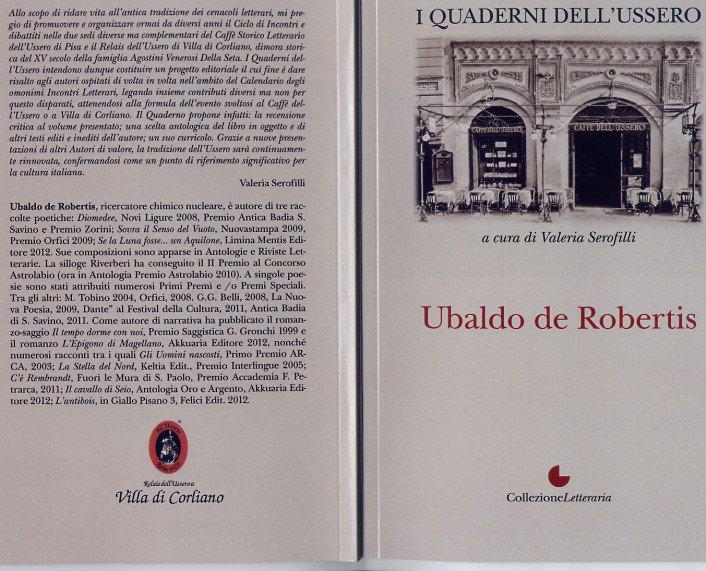 Allo scopo di ridare vita all'antica tradizione dei cenacoli letterari, mi pre-
gio di promuovere e organizzare ormai da diversi anni il Ciclo di Incontri e
dibattiti nelle due sedi diverse ma complementari del Caffè Storico Letterario
dell'Ussero di Pisa e il Relais dell'Ussero di Villa di Corliano, dimora stori-
ca del XV secolo della famiglia Agostini Venerosi Della Seta. I Quaderni del-
l'Ussero intendono dunque costituire un progetto editoriale il cui fine è dare
risalto agli autori ospitati di volta in volta nell'ambito del Calendario degli
omonimi Incontri Letterari, legando insieme contributi diversi ma non per
questo disparati, attenendosi alla formula dell'evento svoltosi al Caffè del-
l'Ussero o a Villa di Corliano. Il Quaderno propone infatti: la recensione
critica al volume presentato; una scelta antologica del libro in oggetto e di
altri testi editi e inediti dell'autore; un suo curricolo. Grazie a nuove presen-
tazioni di altri Autori di valore, la tradizione dell'Ussero sarà continuamen-
te rinnovata, confermandosi come un punto di riferimento significativo per
la cultura italiana.
Valeria Serofilli
Ubaldo de Robertis, ricercatore chimico nucleare, è autore di tre rac-
colte poetiche: Diomedee, Novi Ligure 2008, Premio Antica Badia S.
Savino e Premio Zorini; Sovra il Senso del Vuoto, Nuovastampa 2009,
Premio Orfici 2009; Se la Luna fosse... un Aquilone, Limina Mentis Edi-
tore 2012. Sue composizioni sono apparse in Antologie e Riviste Let-
terarie. La silloge Riverberi ha conseguito il II Premio al Concorso
Astrolabio (ora in Antologia Premio Astrolabio 2010). A singole poe-
sie sono stati attribuiti numerosi Primi Premi e /o Premi Speciali.
Tra gli altri: M. Tobino 2004, Orfici, 2008. G.G. Belli, 2008, La Nuo-
va Poesia, 2009, Dante" al Festival della Cultura, 2011, Antica Badia
di S. Savino, 2011. Come autore di narrativa ha pubblicato il roman-
zo-saggio Il tempo dorme con noi, Premio Saggistica G. Gronchi 1999 e
il romanzo L'Epigono di Magellano, Akkuaria Editore 2012, nonché
numerosi racconti tra i quali Gli Uomini nascosti, Primo Premio AR-
CA, 2003; La Stella del Nord, Keltia Edit., Premio Interlingue 2005;
C'è Rembrandt, Fuori le Mura di S. Paolo, Premio Accademia F. Pe-
trarca, 2011; Il cavallo di Seio, Antologia Oro e Argento, Akkuaria Edi-
tore 2012; L'antibois, in Giallo Pisano 3, Felici Edit. 2012.
Relais dell'Ussero a
Villa di Corliano
I QUADERNI DELL'USSERO
CAFFÈ DELL'USSERO
CAFFÈ DELL'USSERO
a cura di Valeria Serofilli
Ubaldo de Robertis
CollezioneLetteraria